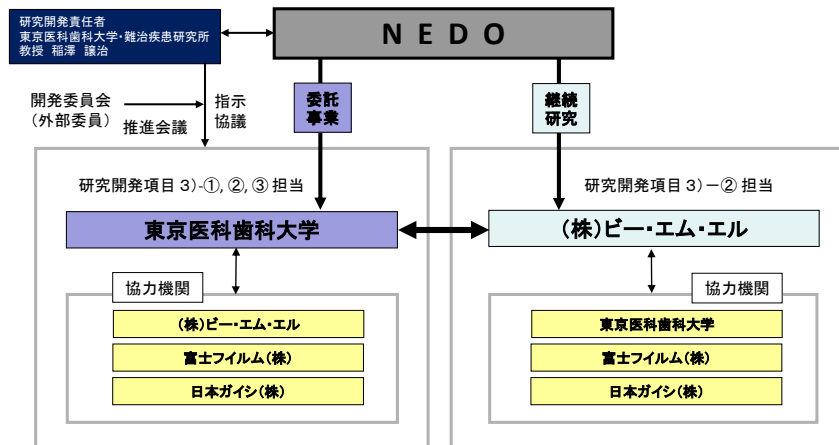 研究開発責任者
東京医科歯科大学・難治疾患研究所
教授 稲澤 譲治
NEDO
開発委員会
(外部委員)
推進会議
指示
協議
委託
事業
継続
研究
研究開発項目 3)-①, ②, ③ 担当
東京医科歯科大学
協力機関
(株)ビー・エム・エル
富士フイルム(株)
日本ガイシ(株)
研究開発項目 3)-② 担当
(株)ビー・エム・エル
協力機関
東京医科歯科大学
富士フイルム(株)
日本ガイシ(株)